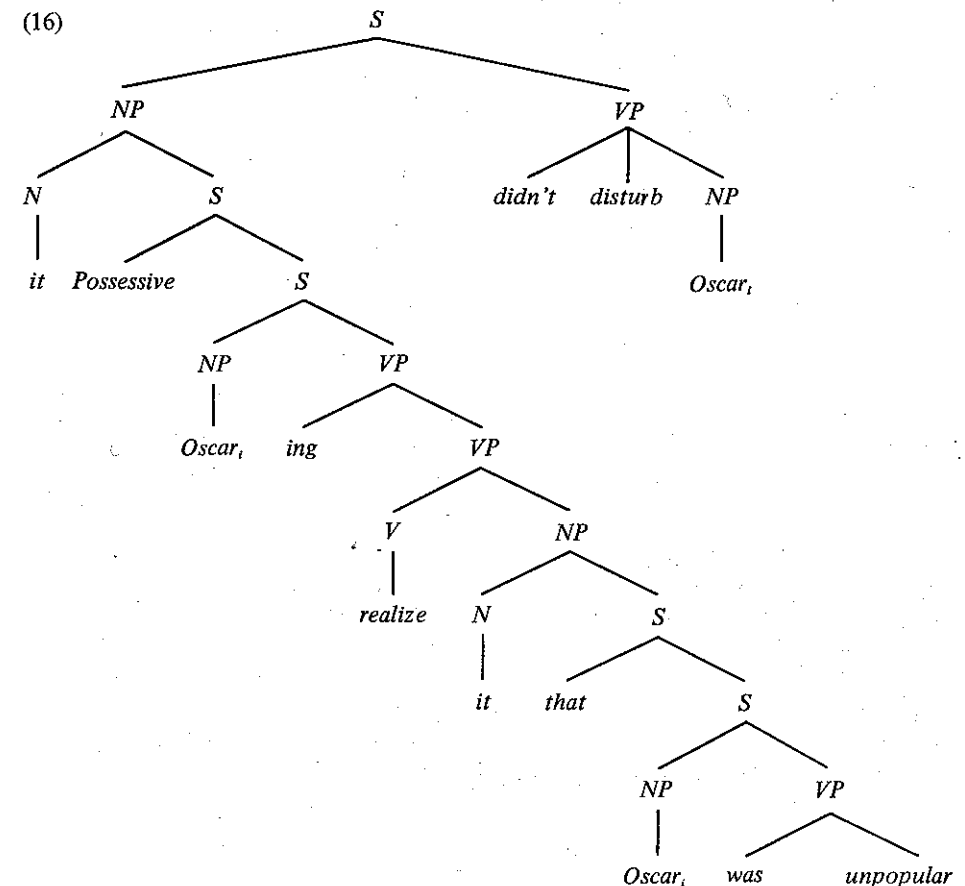 (16) S
NP VP
N S didn't disturb NP
it Possessive S Oscarᵢ
NP VP
Oscarᵢ ing VP
V NP
realize N S
it that S
NP VP
Oscarᵢ was unpopular